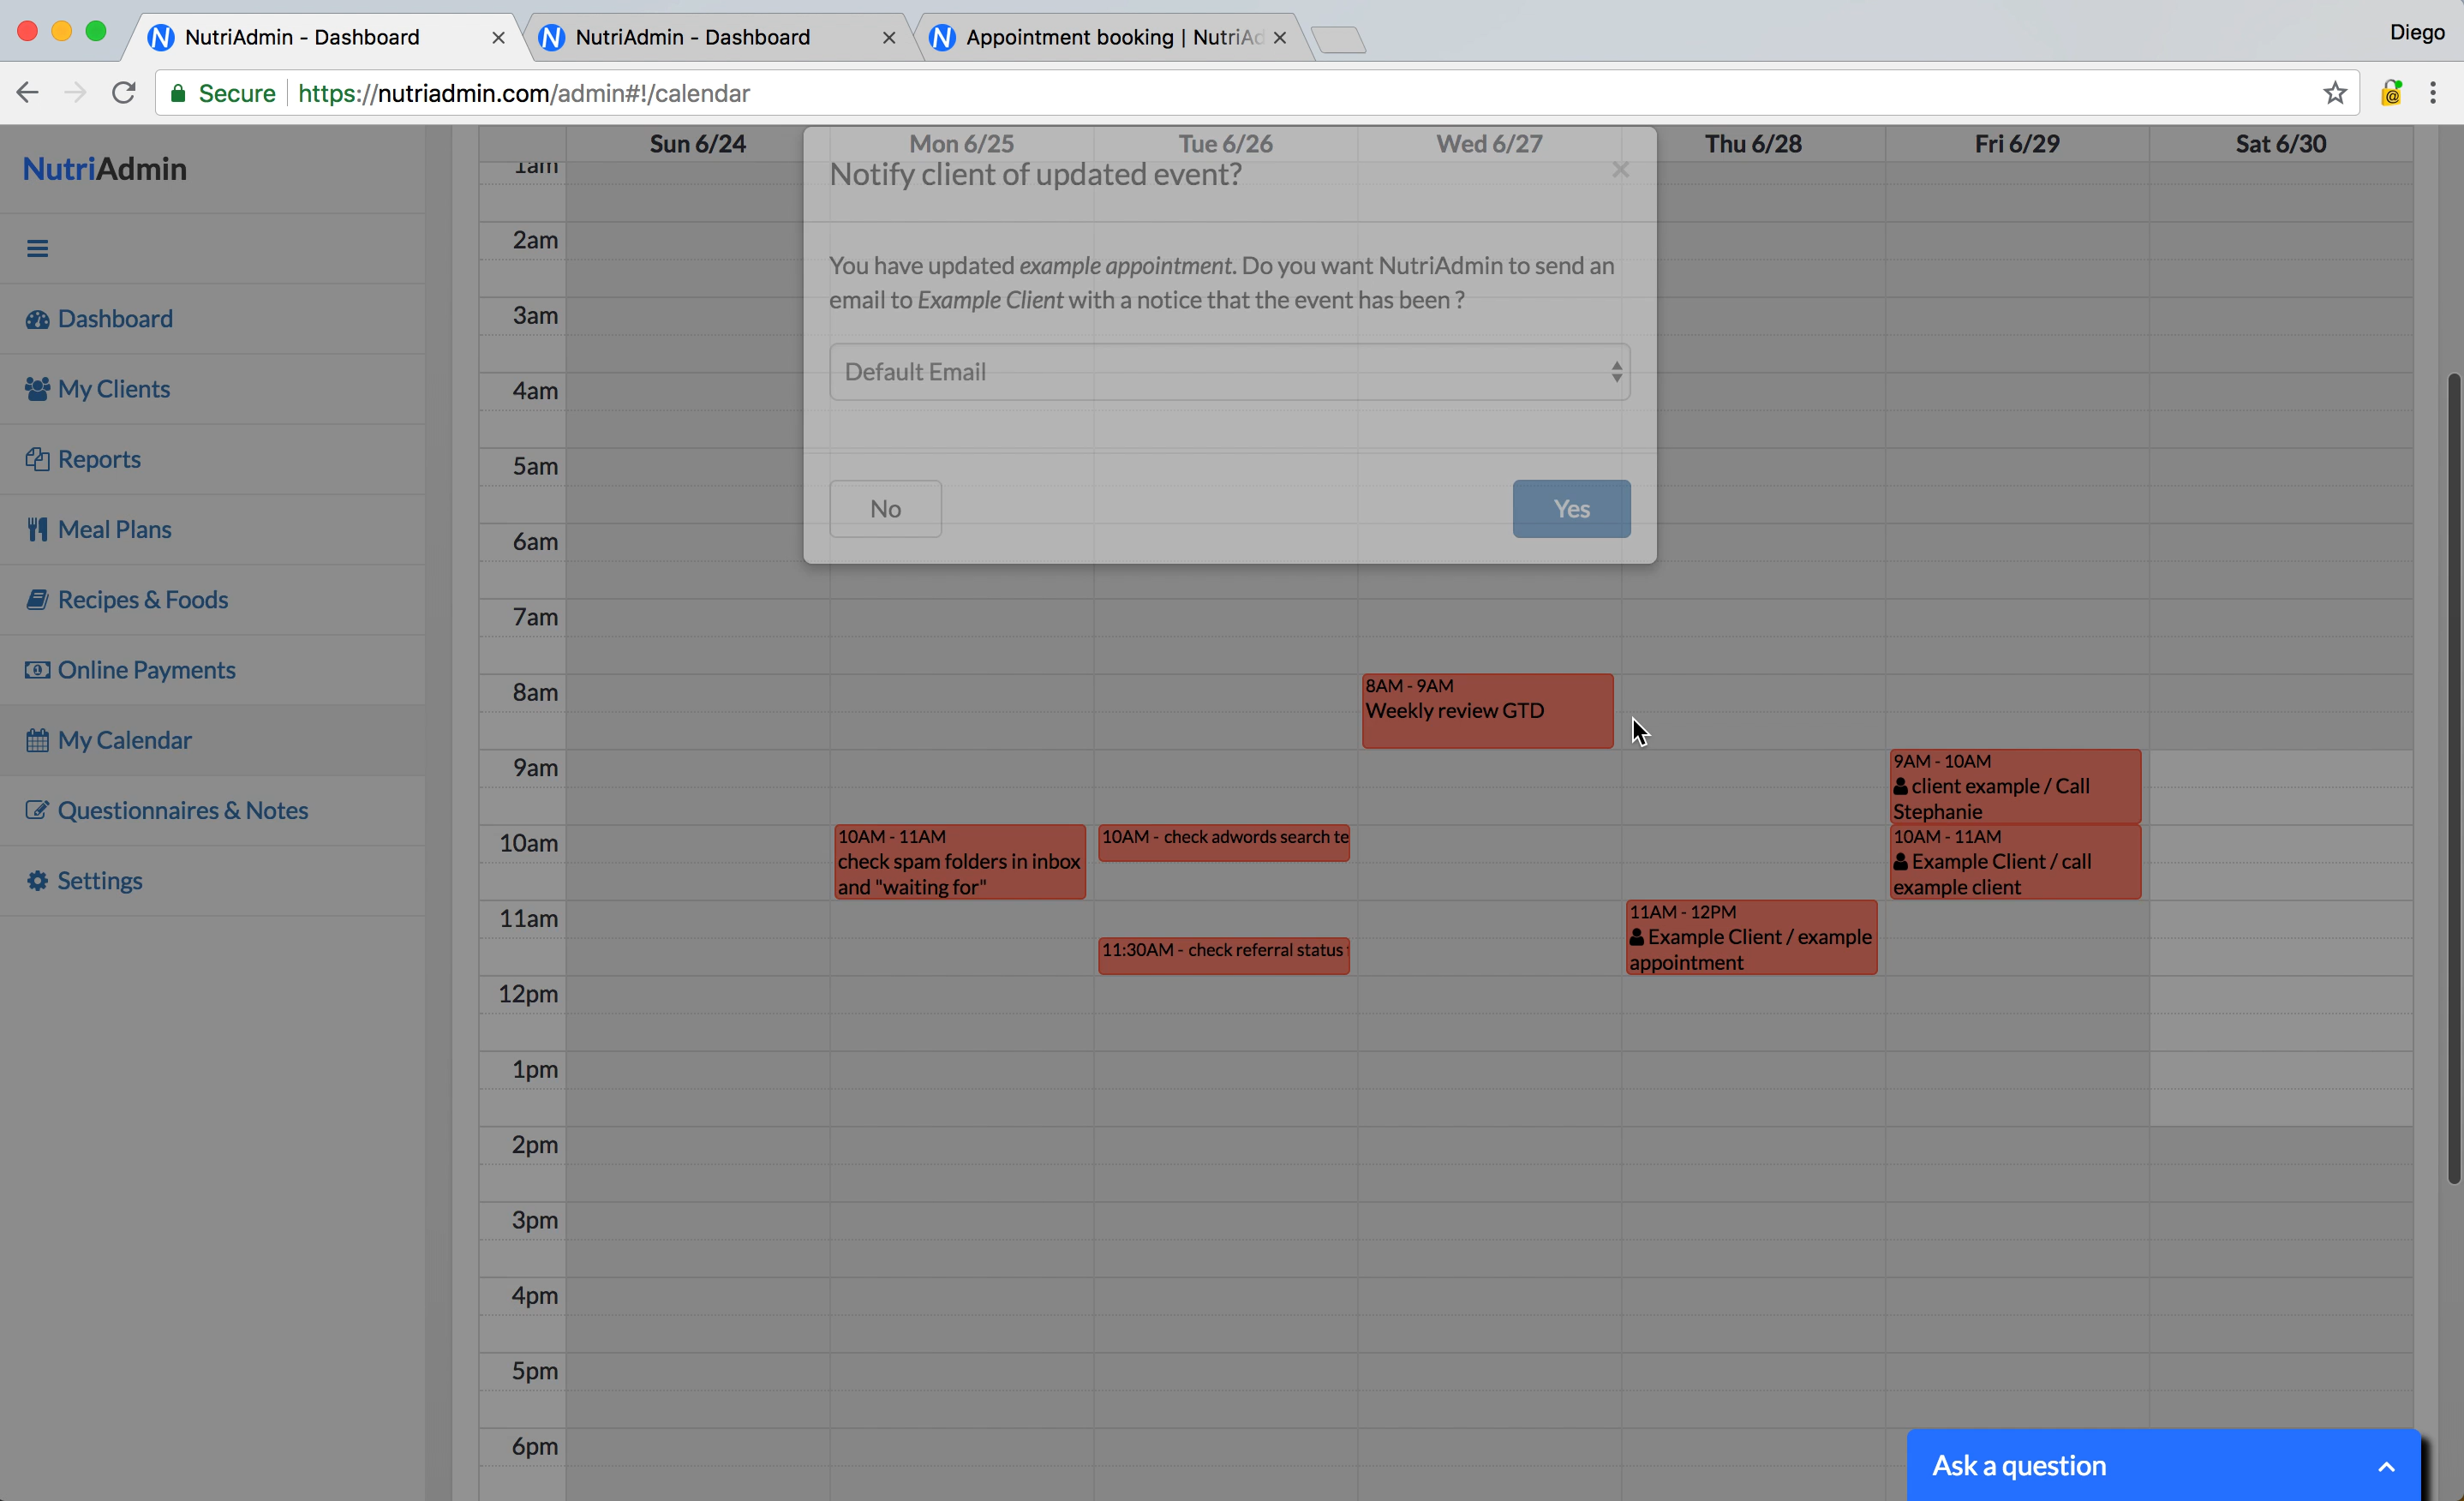 NutriAdmin - Dashboard
NutriAdmin - Dashboard
Appointment booking | NutriAd
Diego
Secure
https://nutriadmin.com/admin#!/calendar
NutriAdmin
Dashboard
My Clients
Reports
Meal Plans
Recipes & Foods
Online Payments
My Calendar
Questionnaires & Notes
Settings
Sun 6/24
Mon 6/25
Tue 6/26
Wed 6/27
Thu 6/28
Fri 6/29
Sat 6/30
Notify client of updated event?
You have updated example appointment. Do you want NutriAdmin to send an
email to Example Client with a notice that the event has been ?
Default Email
No
Yes
1am
2am
3am
4am
5am
6am
7am
8am
9am
10am
11am
12pm
1pm
2pm
3pm
4pm
5pm
6pm
10AM - 11AM
check spam folders in inbox
and "waiting for"
10AM - check adwords search te
11:30AM - check referral status
8AM - 9AM
Weekly review GTD
11AM - 12PM
Example Client / example
appointment
9AM - 10AM
client example / Call
Stephanie
10AM - 11AM
Example Client / call
example client
Ask a question